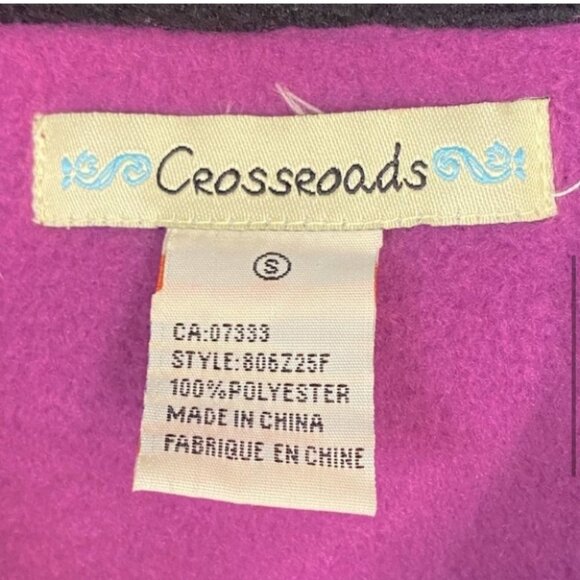 Crossroads
S
CA:07333
STYLE:806Z25F
100%POLYESTER
MADE IN CHINA
FABRIQUE EN CHINE